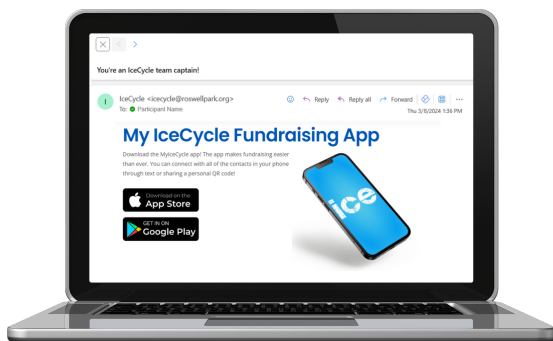 You're an IceCycle team captain!
I
IceCycle <icecycle@roswellpark.org>
Reply
Reply all
Forward
To: Participant Name
Thu 3/8/2024 1:36 PM
My IceCycle Fundraising App
Download the MyIceCycle app! The app makes fundraising easier
than ever. You can connect with all of the contacts in your phone
through text or sharing a personal QR code!
Download on the
App Store
GET IN ON
Google Play
ice